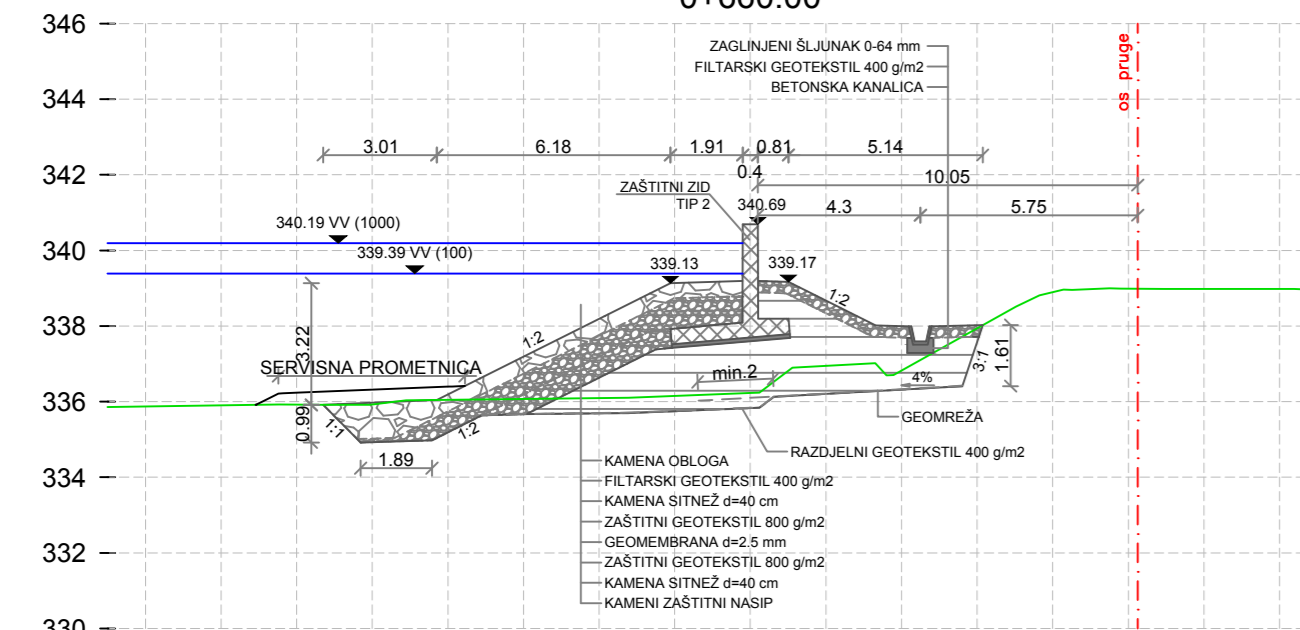 346
ZAGLINJENI ŠLJUNAK 0-64 mm
FILTARSKI GEOTEKSTIL 400 g/m2
BETONSKA KANALICA
os pruge
344
3.01
6.18
1.91
0.81
5.14
342
0.4
10.05
ZAŠTITNI ZID
TIP 2
340.69
4.3
5.75
340.19 VV (1000)
340
339.39 VV (100)
339.13
339.17
1:2
338
3.22
1:2
1.61
3:1
SERVISNA PROMETNICA
min.2
4%
336
0.99
1:1
1:2
GEOMREŽA
RAZDJELNI GEOTEKSTIL 400 g/m2
1.89
334
KAMENA OBLOGA
FILTARSKI GEOTEKSTIL 400 g/m2
KAMENA SITNEŽ d=40 cm
ZAŠTITNI GEOTEKSTIL 800 g/m2
GEOMEMBRANA d=2.5 mm
332
ZAŠTITNI GEOTEKSTIL 800 g/m2
KAMENA SITNEŽ d=40 cm
KAMENI ZAŠTITNI NASIP
330